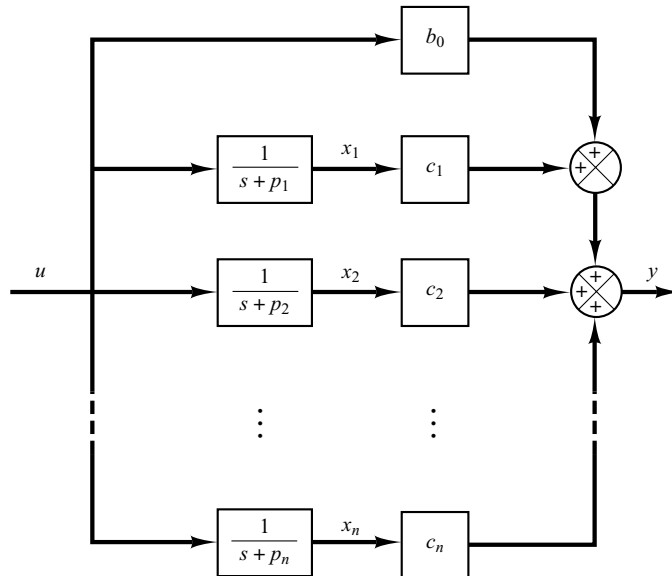 b₀
1
s + p₁
x₁
c₁
+
+
u
1
s + p₂
x₂
c₂
+
+
+
y
⋮
⋮
1
s + pₙ
xₙ
cₙ